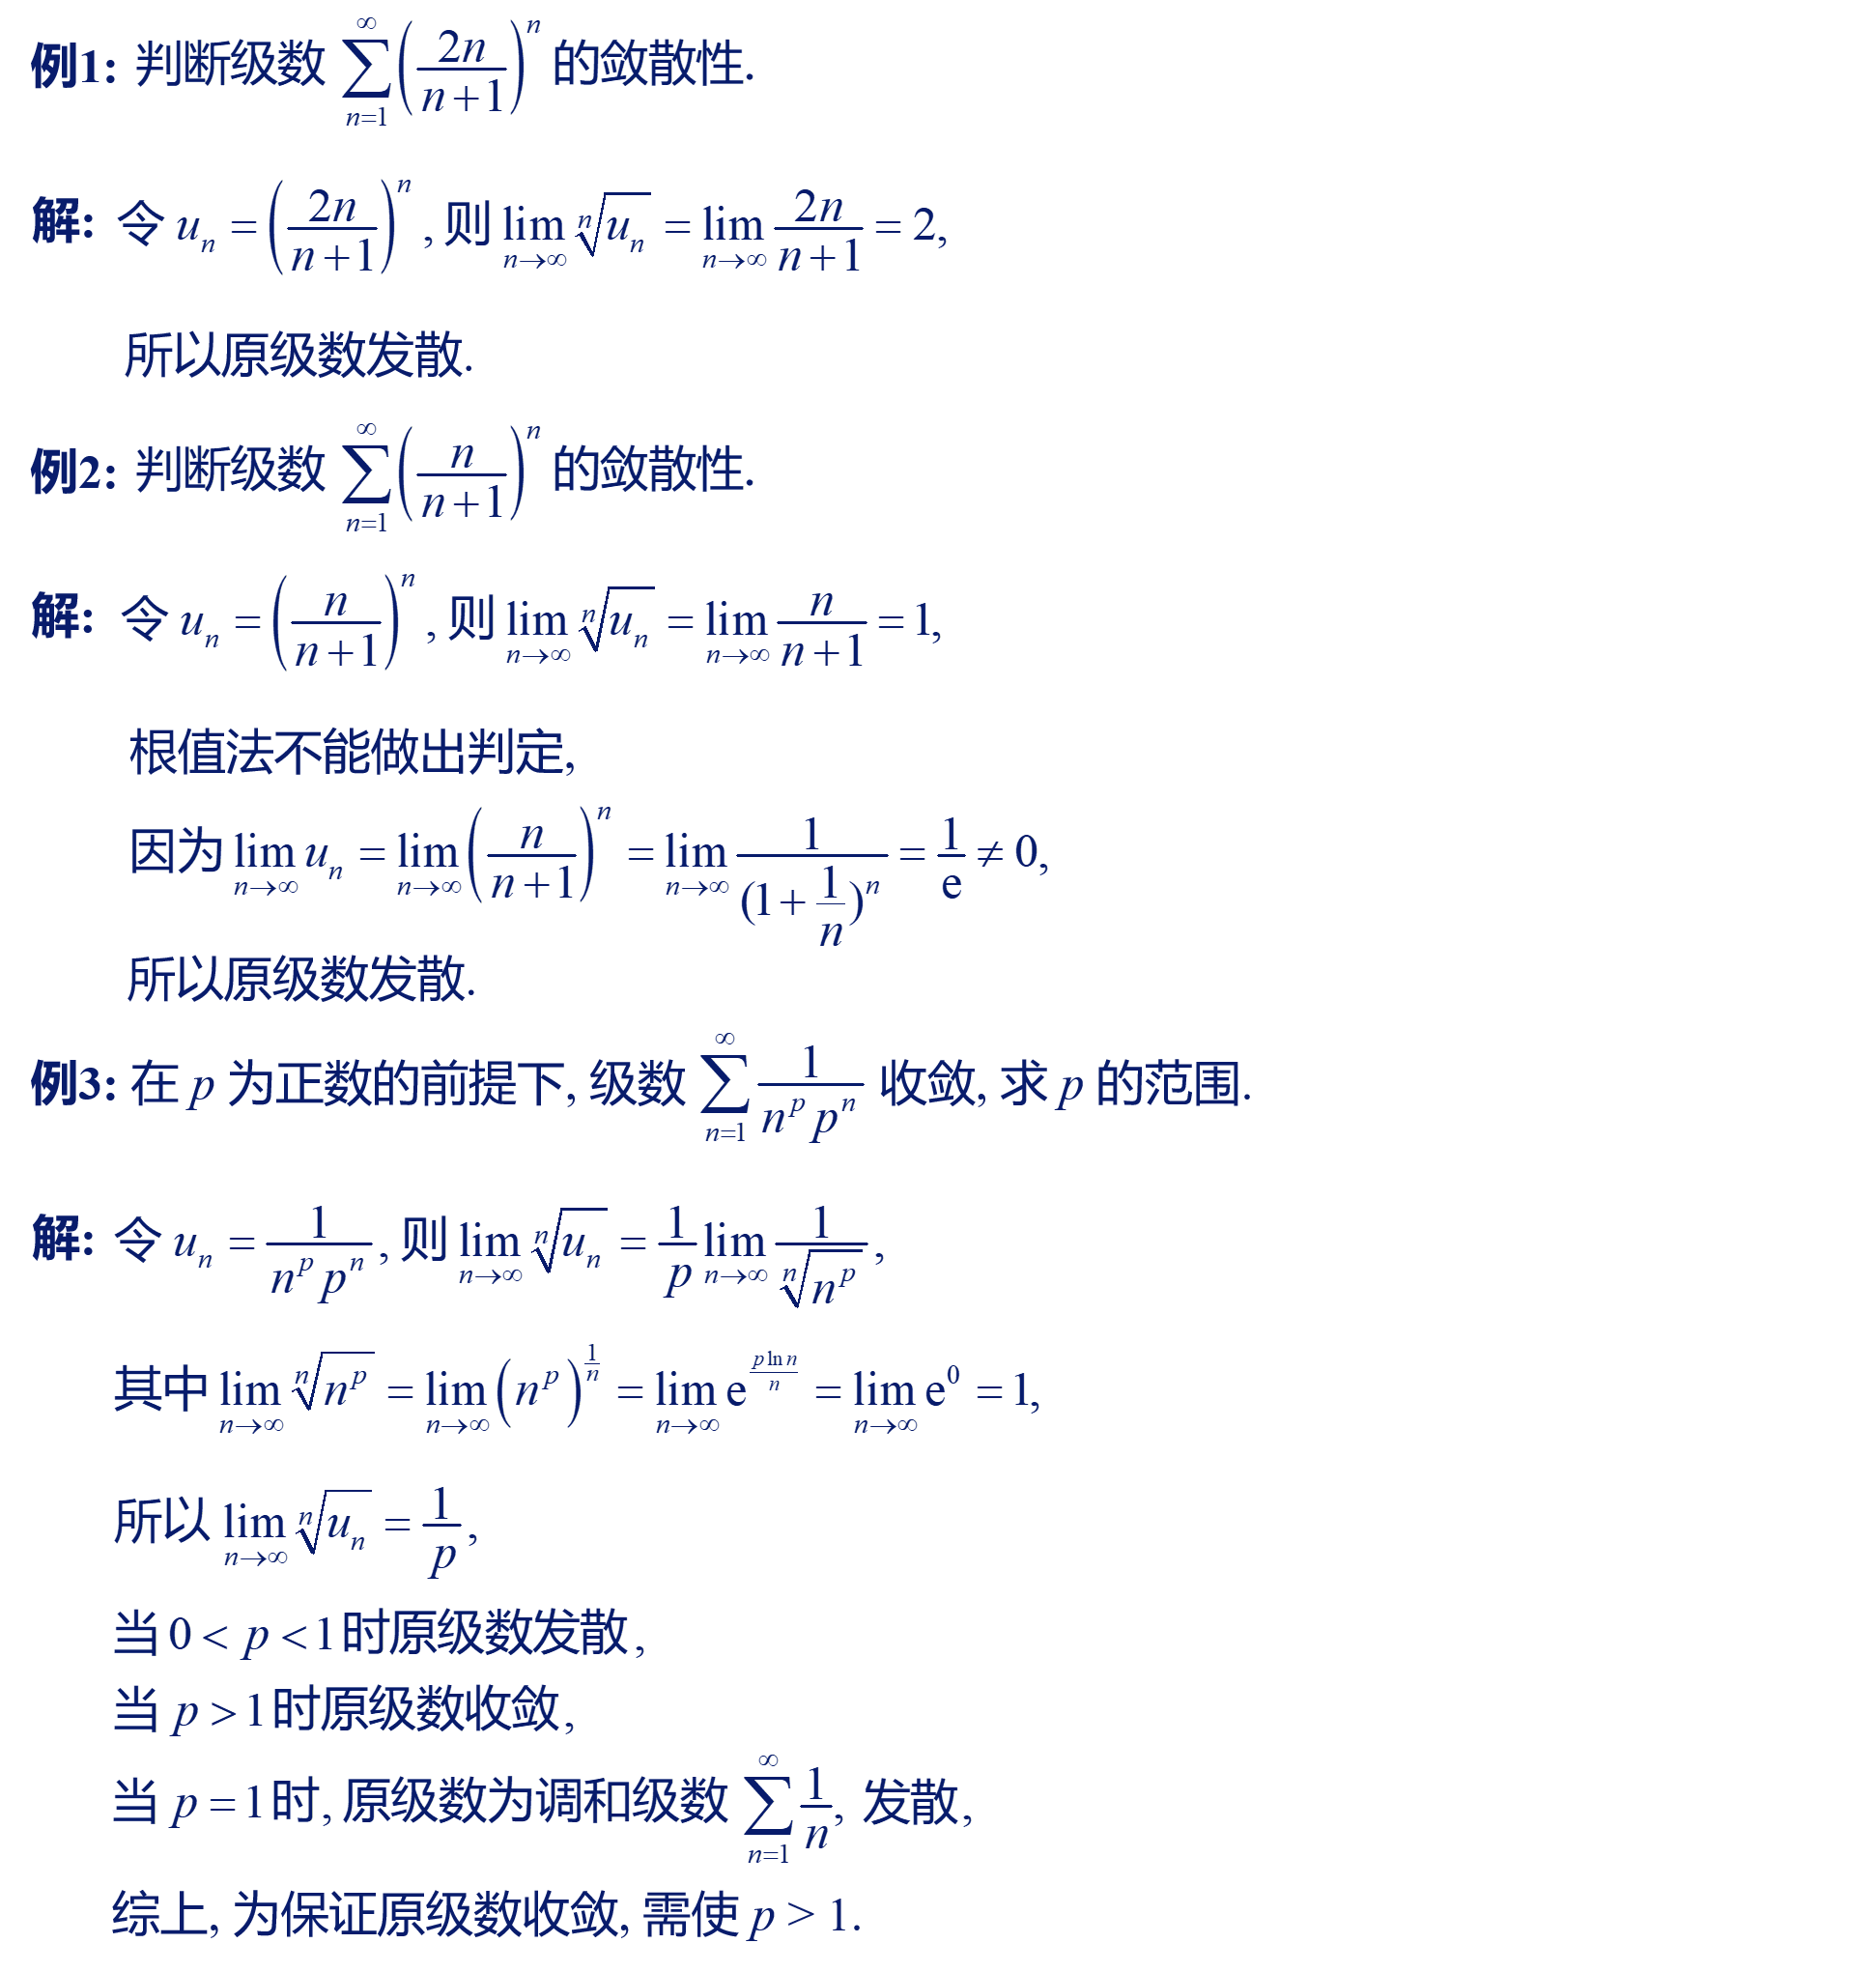 例1: 判断级数 $\sum_{n=1}^{\infty}\left(\frac{2n}{n+1}\right)^n$ 的敛散性.
解: 令 $u_n=\left(\frac{2n}{n+1}\right)^n$, 则 $\lim_{n\to\infty}\sqrt[n]{u_n}=\lim_{n\to\infty}\frac{2n}{n+1}=2$,
所以原级数发散.
例2: 判断级数 $\sum_{n=1}^{\infty}\left(\frac{n}{n+1}\right)^n$ 的敛散性.
解: 令 $u_n=\left(\frac{n}{n+1}\right)^n$, 则 $\lim_{n\to\infty}\sqrt[n]{u_n}=\lim_{n\to\infty}\frac{n}{n+1}=1$,
根值法不能做出判定,
因为 $\lim_{n\to\infty}u_n=\lim_{n\to\infty}\left(\frac{n}{n+1}\right)^n=\lim_{n\to\infty}\frac{1}{(1+\frac{1}{n})^n}=\frac{1}{\mathrm{e}}\neq 0$,
所以原级数发散.
例3: 在 $p$ 为正数的前提下, 级数 $\sum_{n=1}^{\infty}\frac{1}{n^p p^n}$ 收敛, 求 $p$ 的范围.
解: 令 $u_n=\frac{1}{n^p p^n}$, 则 $\lim_{n\to\infty}\sqrt[n]{u_n}=\frac{1}{p}\lim_{n\to\infty}\frac{1}{\sqrt[n]{n^p}}$,
其中 $\lim_{n\to\infty}\sqrt[n]{n^p}=\lim_{n\to\infty}\left(n^p\right)^{\frac{1}{n}}=\lim_{n\to\infty}\mathrm{e}^{\frac{p\ln n}{n}}=\lim_{n\to\infty}\mathrm{e}^0=1$,
所以 $\lim_{n\to\infty}\sqrt[n]{u_n}=\frac{1}{p}$,
当 $0<p<1$ 时原级数发散,
当 $p>1$ 时原级数收敛,
当 $p=1$ 时, 原级数为调和级数 $\sum_{n=1}^{\infty}\frac{1}{n}$, 发散,
综上, 为保证原级数收敛, 需使 $p>1$.